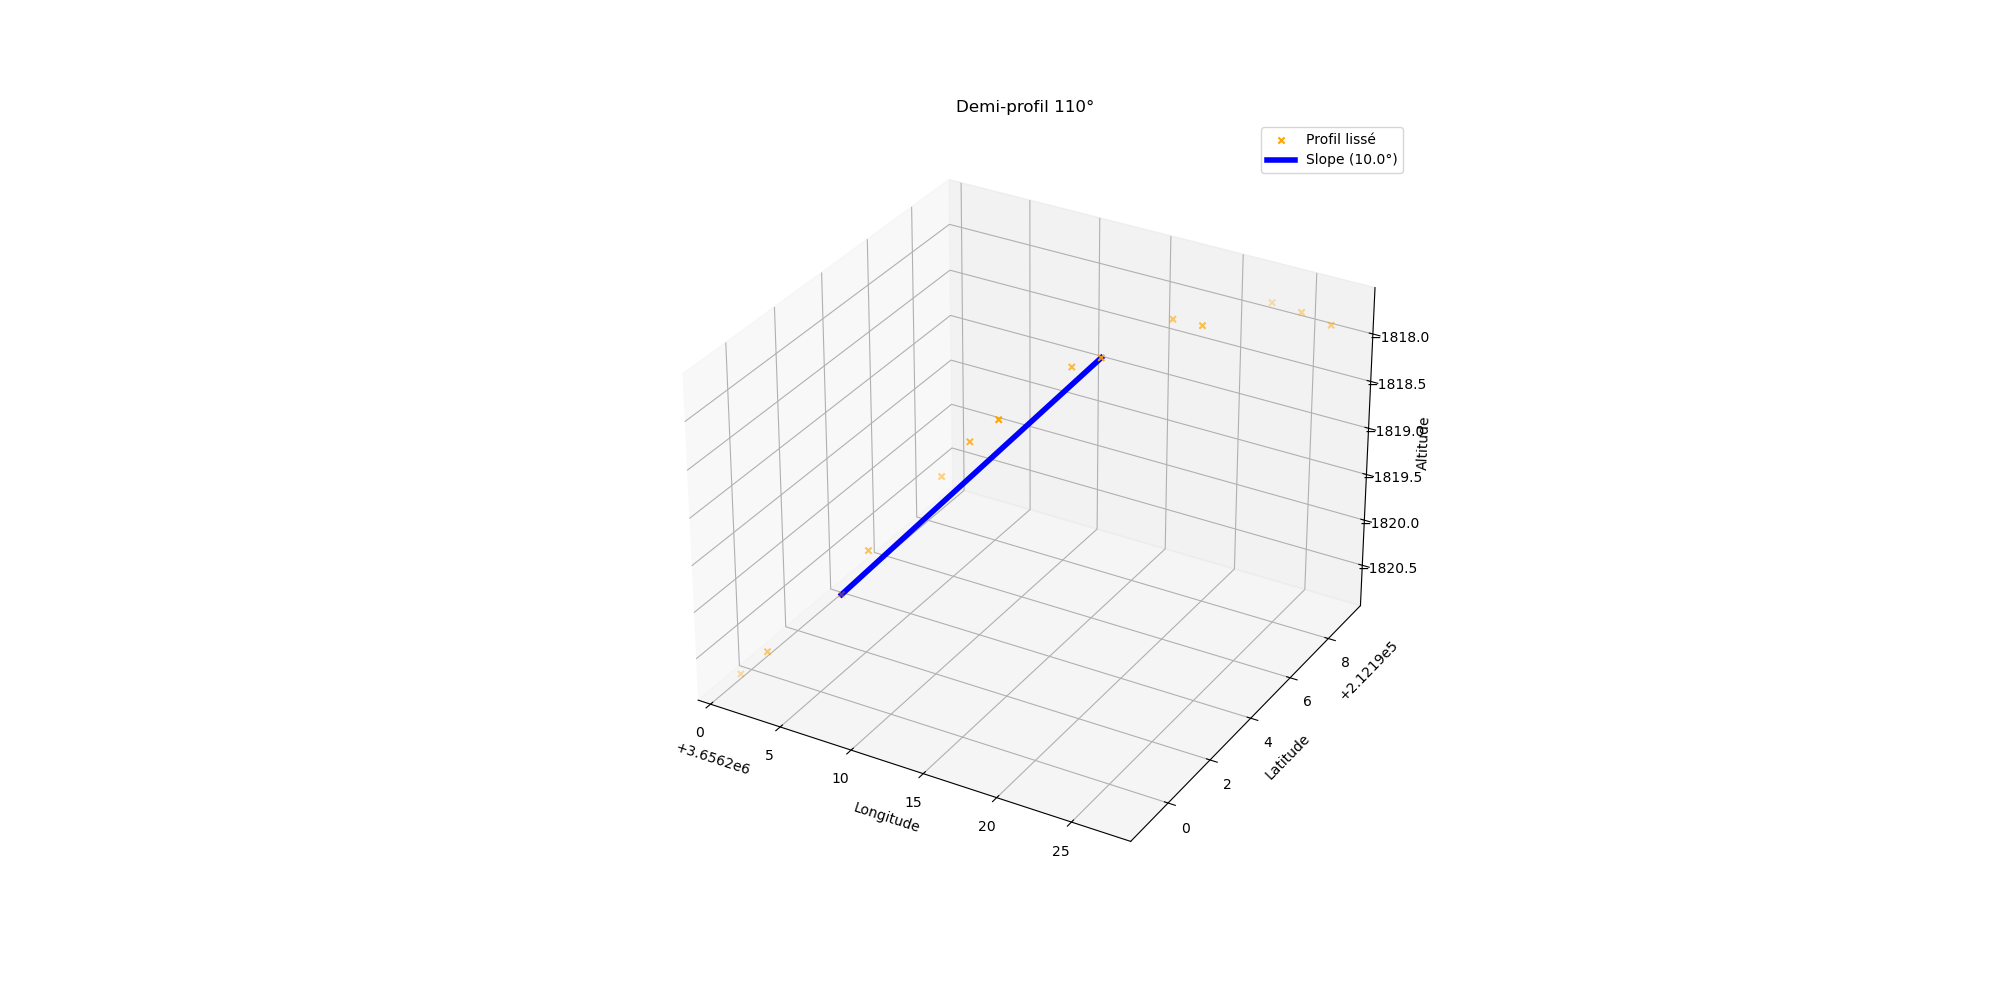 Demi-profil 110°
Profil lissé
Slope (10.0°)
−1818.0
−1818.5
−1819.0
−1819.5
−1820.0
−1820.5
Altitude
8
6
4
2
0
+2.1219e5
Latitude
0
5
10
15
20
25
+3.6562e6
Longitude